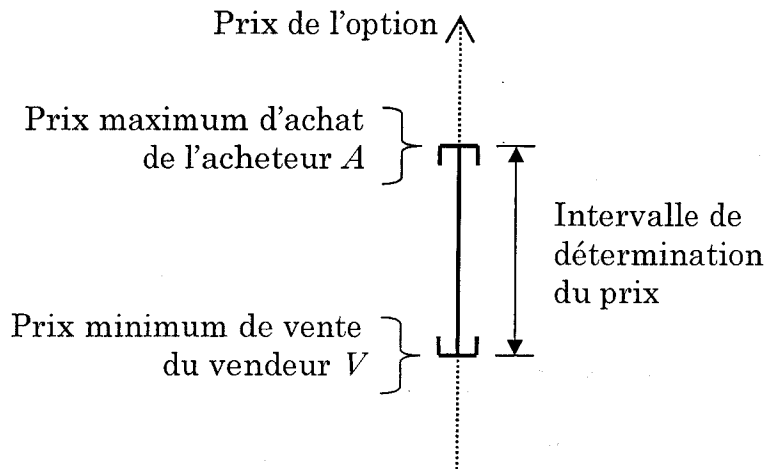 Prix de l'option
Prix maximum d'achat
de l'acheteur A
Intervalle de
détermination
du prix
Prix minimum de vente
du vendeur V